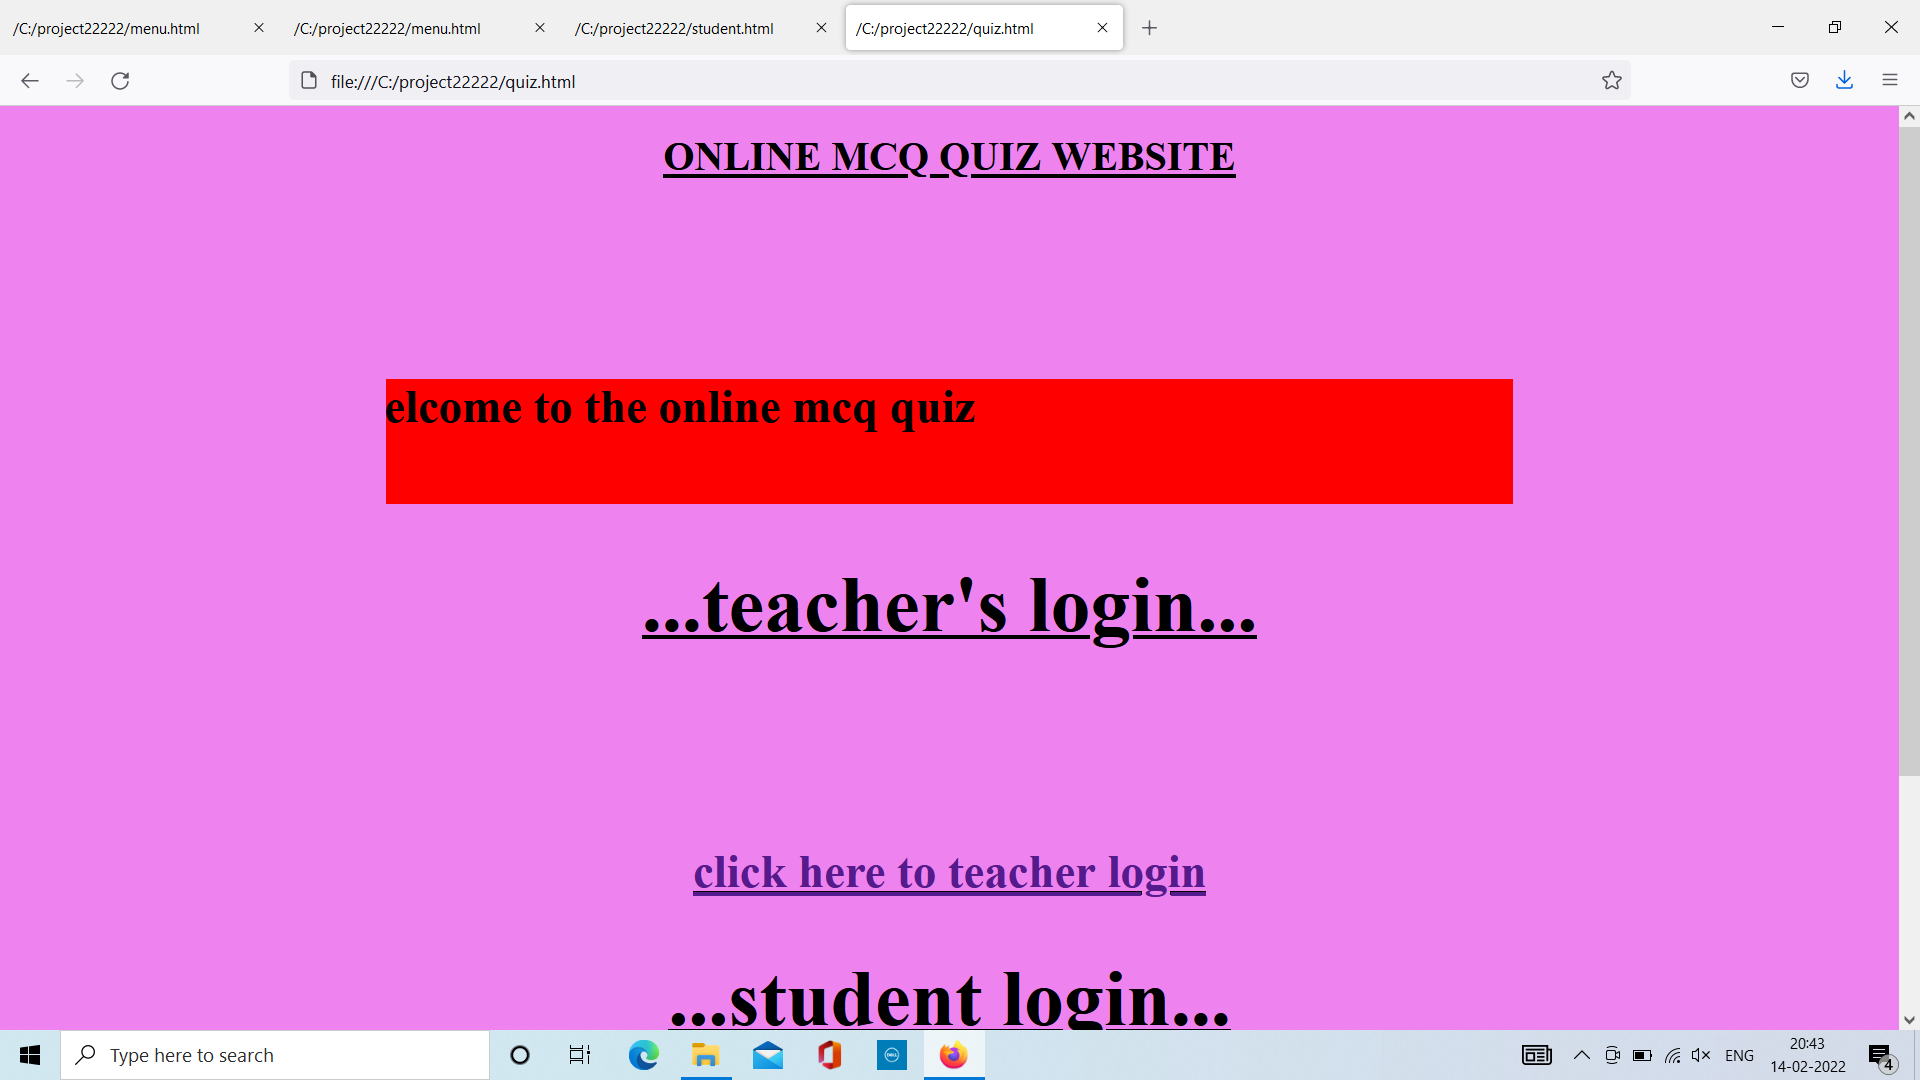 /C:/project22222/menu.html
/C:/project22222/menu.html
/C:/project22222/student.html
/C:/project22222/quiz.html
file:///C:/project22222/quiz.html
ONLINE MCQ QUIZ WEBSITE
elcome to the online mcq quiz
...teacher's login...
click here to teacher login
...student login...
Type here to search
DELL
ENG
20:43
14-02-2022
4